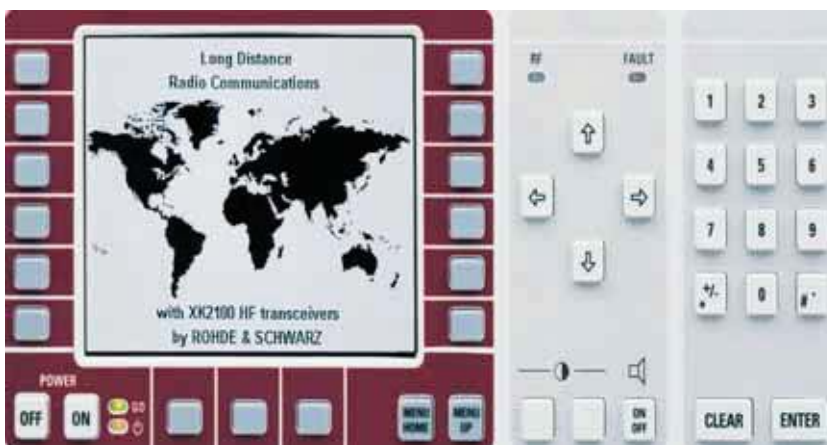 Long Distance
Radio Communications
with XK2100 HF transceivers
by ROHDE & SCHWARZ
POWER
OFF
ON
GO
MENU HOME
MENU UP
RF
FAULT
ON
OFF
1 2 3
4 5 6
7 8 9
+/- * 0 # .
CLEAR
ENTER